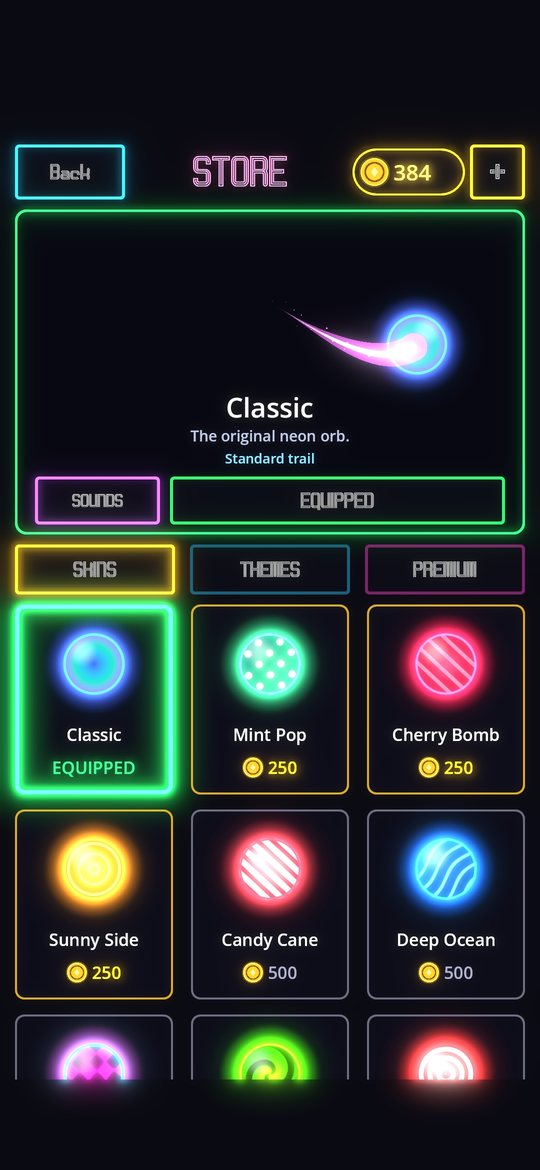 Back
STORE
384
+
Classic
The original neon orb.
Standard trail
SOUNDS
EQUIPPED
SKINS
THEMES
PREMIUM
Classic
Mint Pop
Cherry Bomb
EQUIPPED
250
250
Sunny Side
Candy Cane
Deep Ocean
250
500
500